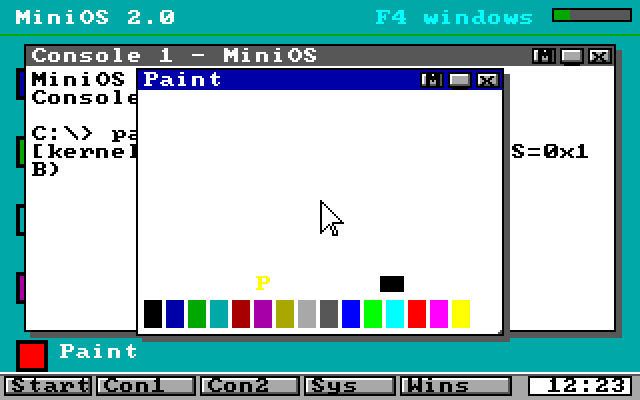 MiniOS 2.0
F4 windows
Console 1 - MiniOS
MiniOS
Console
C:\> pa
[kernel
S=0x1
B)
Paint
P
Paint
Start
Con1
Con2
Sys
Wins
12:23